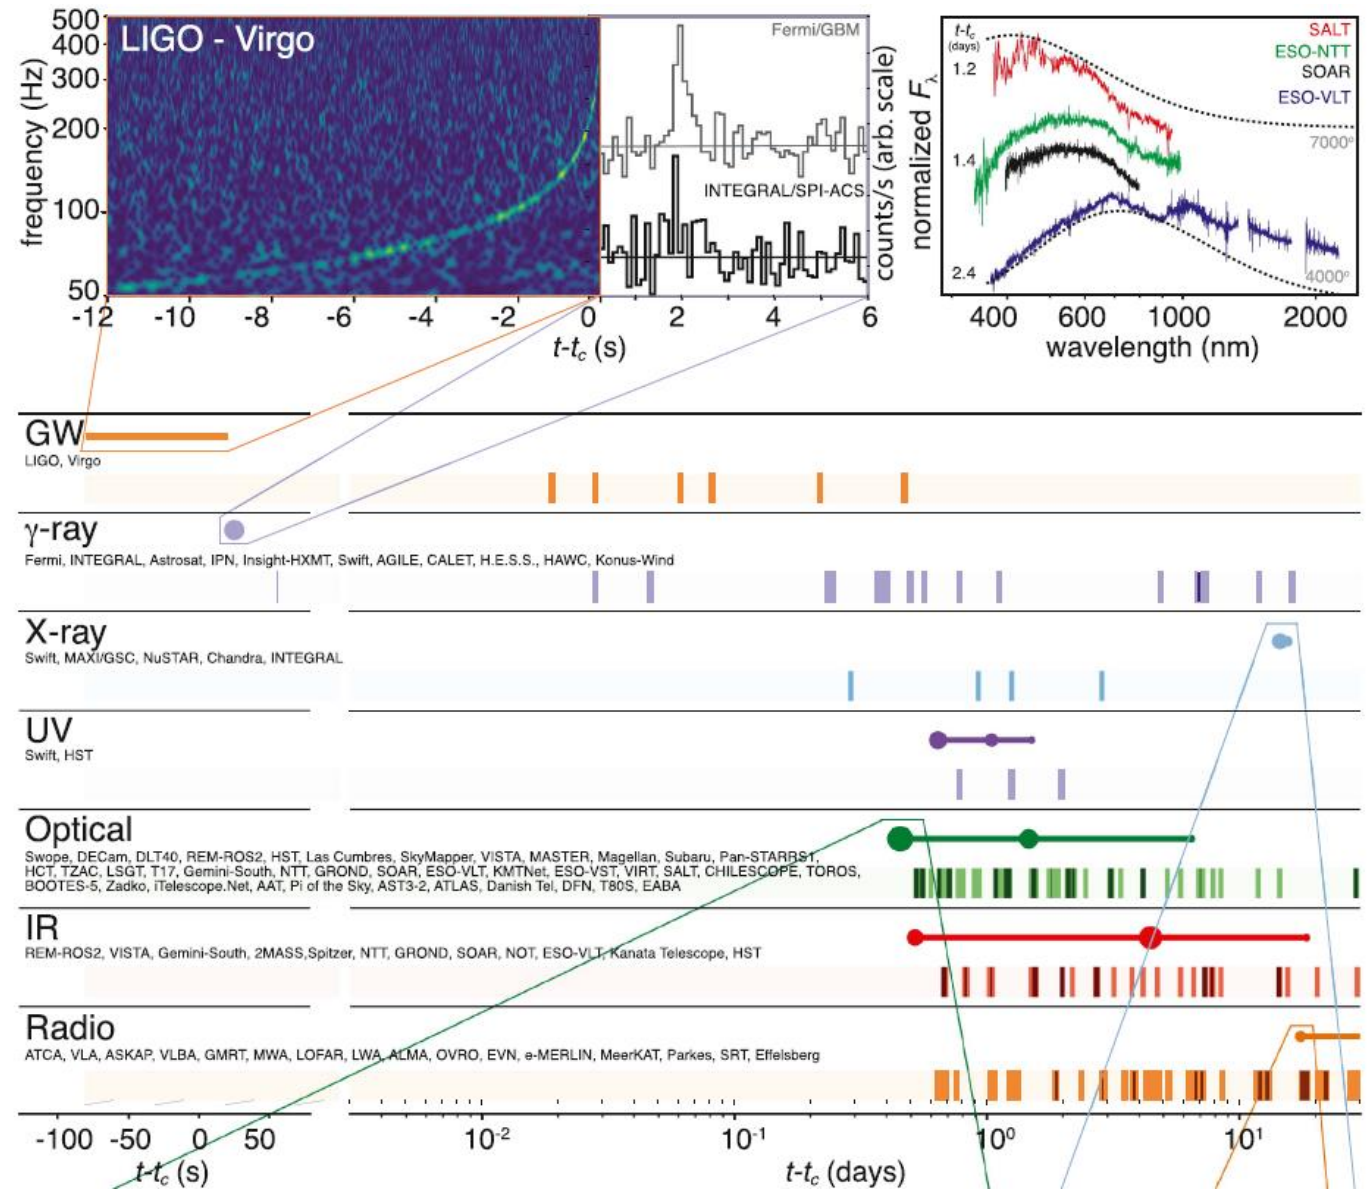 LIGO - Virgo
frequency (Hz)
500
400
300
200
100
50
-12 -10 -8 -6 -4 -2 0 2 4 6
t-tc (s)
Fermi/GBM
INTEGRAL/SPI-ACS
counts/s (arb. scale)
normalized Fλ
t-tc
(days)
1.2
1.4
2.4
SALT
ESO-NTT
SOAR
ESO-VLT
7000°
4000°
400 600 1000 2000
wavelength (nm)
GW
LIGO, Virgo
γ-ray
Fermi, INTEGRAL, Astrosat, IPN, Insight-HXMT, Swift, AGILE, CALET, H.E.S.S., HAWC, Konus-Wind
X-ray
Swift, MAXI/GSC, NuSTAR, Chandra, INTEGRAL
UV
Swift, HST
Optical
Swope, DECam, DLT40, REM-ROS2, HST, Las Cumbres, SkyMapper, VISTA, MASTER, Magellan, Subaru, Pan-STARRS1,
HCT, TZAC, LSGT, T17, Gemini-South, NTT, GROND, SOAR, ESO-VLT, KMTNet, ESO-VST, VIRT, SALT, CHILESCOPE, TOROS,
BOOTES-5, Zadko, iTelescope.Net, AAT, Pi of the Sky, AST3-2, ATLAS, Danish Tel, DFN, T80S, EABA
IR
REM-ROS2, VISTA, Gemini-South, 2MASS,Spitzer, NTT, GROND, SOAR, NOT, ESO-VLT, Kanata Telescope, HST
Radio
ATCA, VLA, ASKAP, VLBA, GMRT, MWA, LOFAR, LWA, ALMA, OVRO, EVN, e-MERLIN, MeerKAT, Parkes, SRT, Effelsberg
-100 -50 0 50 10⁻² 10⁻¹ 10⁰ 10¹
t-tc (s) t-tc (days)